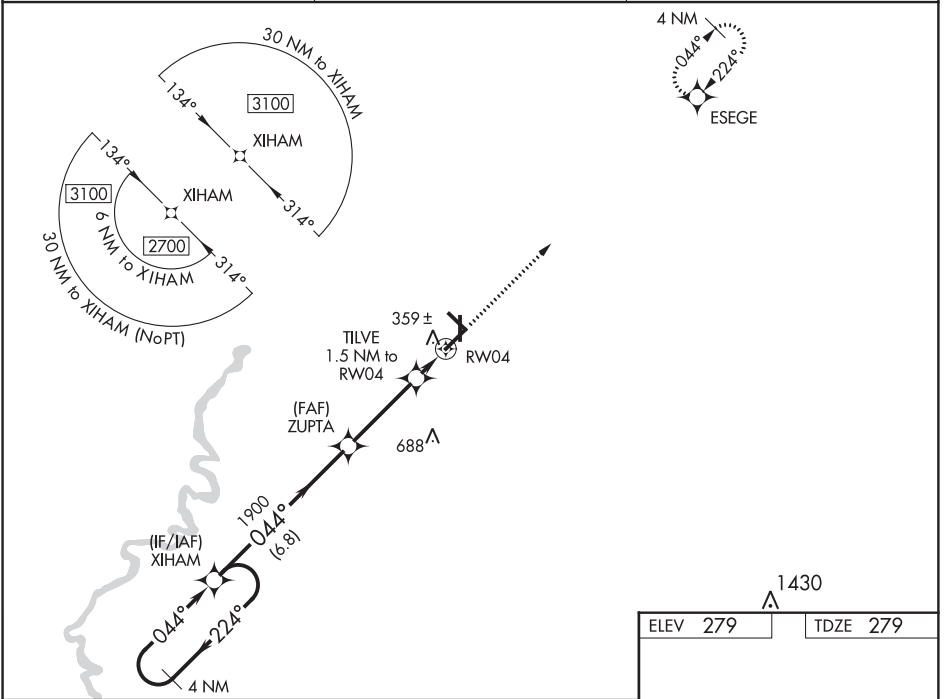 30 NM to XIHAM
134°
3100
XIHAM
314°
134°
3100
XIHAM
6 NM to XIHAM
2700
314°
30 NM to XIHAM (NoPT)
4 NM
044°
224°
ESEGE
359 ±
TILVE
1.5 NM to
RW04
RW04
(FAF)
ZUPTA
688
1900
044°
(6.8)
(IF/IAF)
XIHAM
044°
224°
4 NM
1430
ELEV 279 TDZE 279